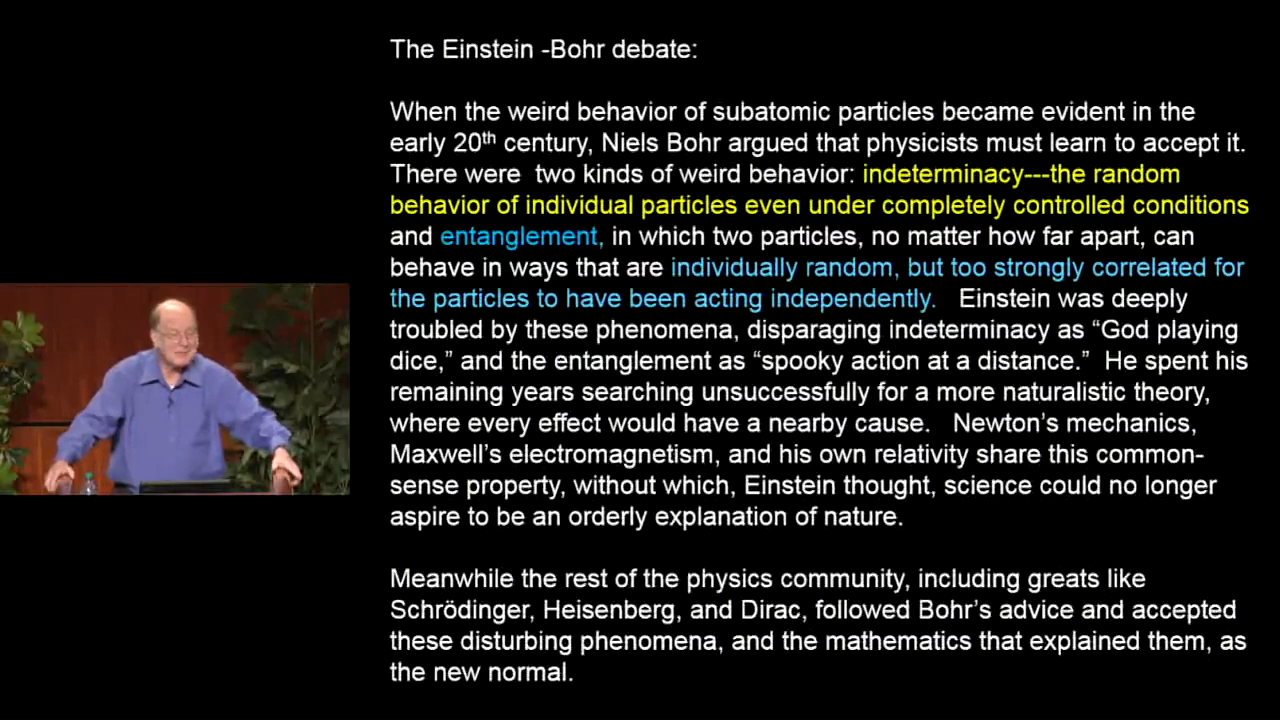 The Einstein -Bohr debate:
When the weird behavior of subatomic particles became evident in the
early 20th century, Niels Bohr argued that physicists must learn to accept it.
There were two kinds of weird behavior: indeterminacy---the random
behavior of individual particles even under completely controlled conditions
and entanglement, in which two particles, no matter how far apart, can
behave in ways that are individually random, but too strongly correlated for
the particles to have been acting independently. Einstein was deeply
troubled by these phenomena, disparaging indeterminacy as “God playing
dice,” and the entanglement as “spooky action at a distance.” He spent his
remaining years searching unsuccessfully for a more naturalistic theory,
where every effect would have a nearby cause. Newton’s mechanics,
Maxwell’s electromagnetism, and his own relativity share this common-
sense property, without which, Einstein thought, science could no longer
aspire to be an orderly explanation of nature.
Meanwhile the rest of the physics community, including greats like
Schrödinger, Heisenberg, and Dirac, followed Bohr’s advice and accepted
these disturbing phenomena, and the mathematics that explained them, as
the new normal.